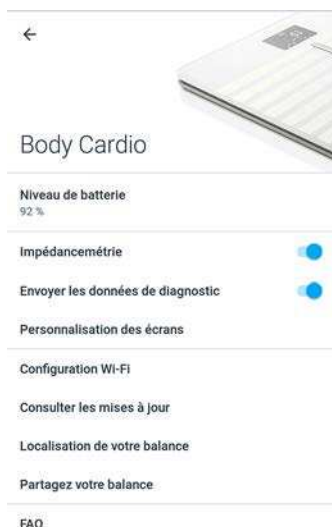 Body Cardio
Niveau de batterie
92 %
Impédancemétrie
Envoyer les données de diagnostic
Personnalisation des écrans
Configuration Wi-Fi
Consulter les mises à jour
Localisation de votre balance
Partagez votre balance
FAQ